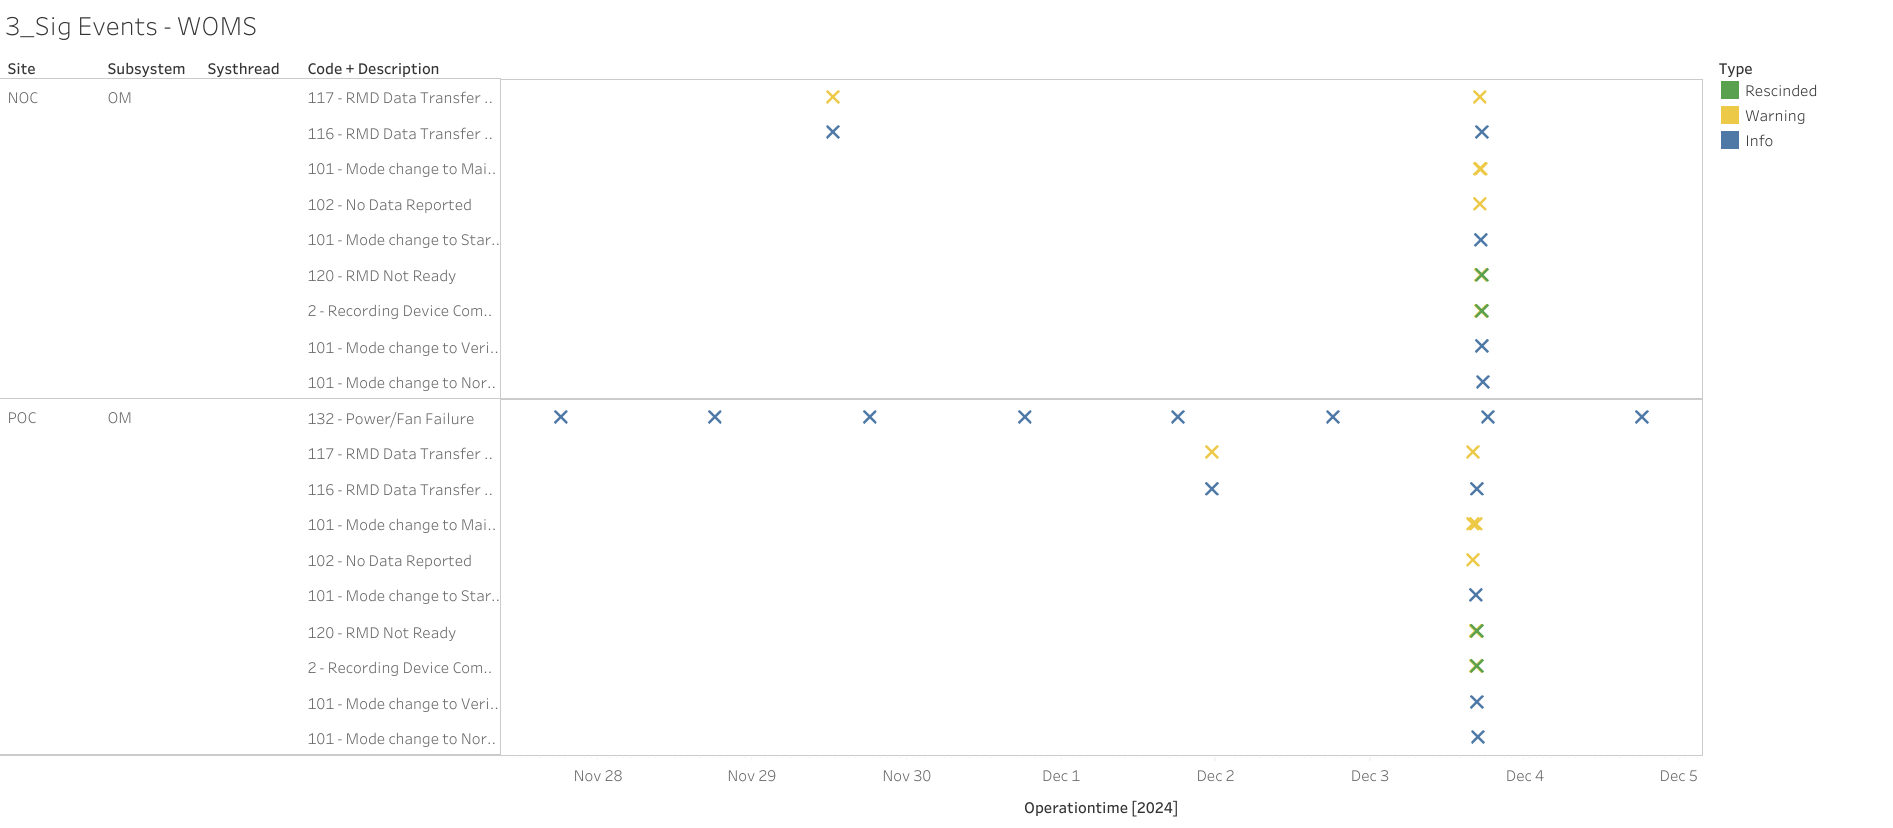 3_Sig Events - WOMS
Site Subsystem Systhread Code + Description
Type
Rescinded
Warning
Info
NOC OM 117 - RMD Data Transfer ..
116 - RMD Data Transfer ..
101 - Mode change to Mai..
102 - No Data Reported
101 - Mode change to Star..
120 - RMD Not Ready
2 - Recording Device Com..
101 - Mode change to Veri..
101 - Mode change to Nor..
POC OM 132 - Power/Fan Failure
117 - RMD Data Transfer ..
116 - RMD Data Transfer ..
101 - Mode change to Mai..
102 - No Data Reported
101 - Mode change to Star..
120 - RMD Not Ready
2 - Recording Device Com..
101 - Mode change to Veri..
101 - Mode change to Nor..
Nov 28 Nov 29 Nov 30 Dec 1 Dec 2 Dec 3 Dec 4 Dec 5
Operationtime [2024]